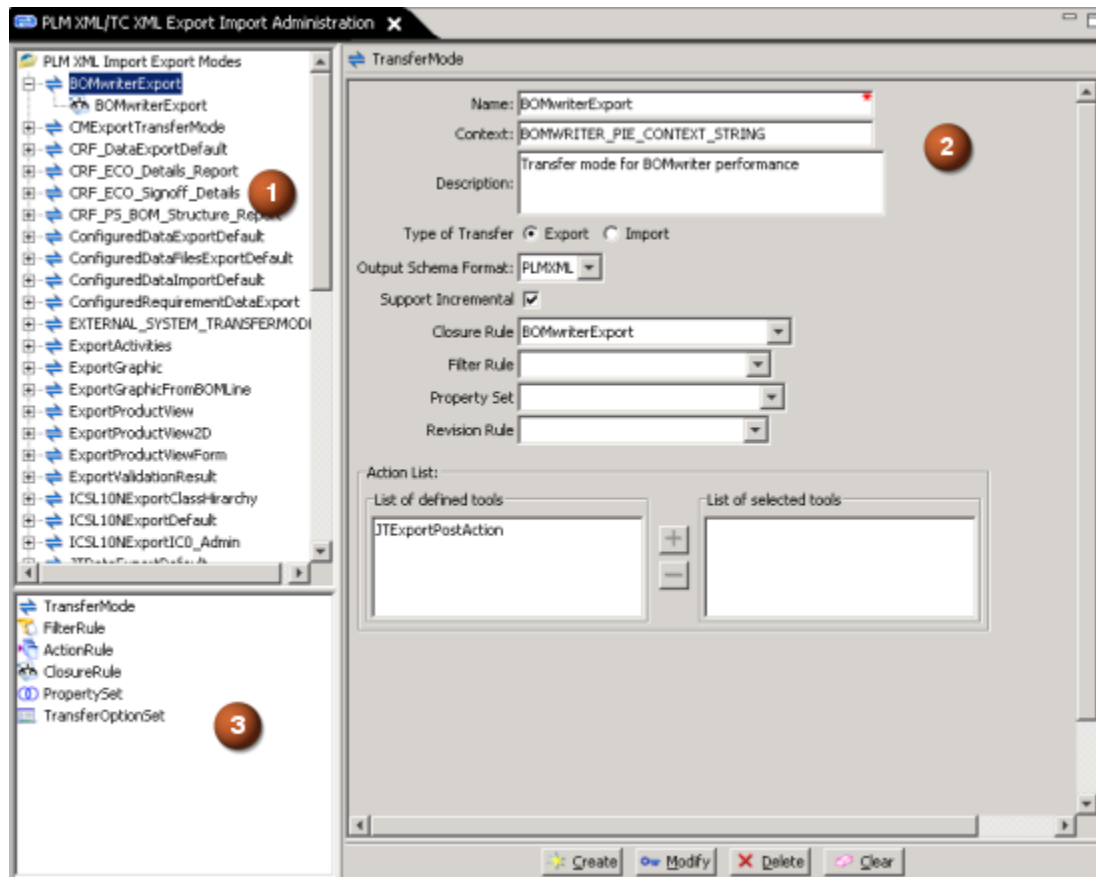 PLM XML/TC XML Export Import Administration
PLM XML Import Export Modes
BOMwriterExport
BOMwriterExport
CMExportTransferMode
CRF_DataExportDefault
CRF_ECO_Details_Report
CRF_ECO_Signoff_Details
CRF_PS_BOM_Structure_Report
ConfiguredDataExportDefault
ConfiguredDataFilesExportDefault
ConfiguredDataImportDefault
ConfiguredRequirementDataExport
EXTERNAL_SYSTEM_TRANSFERMODE
ExportActivities
ExportGraphic
ExportGraphicFromBOMLine
ExportProductView
ExportProductView2D
ExportProductViewForm
ExportValidationResult
ICSL10NExportClassHirarchy
ICSL10NExportDefault
ICSL10NExportICO_Admin
JTDataExportDefault
1
TransferMode
FilterRule
ActionRule
ClosureRule
PropertySet
TransferOptionSet
3
TransferMode
Name: BOMwriterExport *
Context: BOMWRITER_PIE_CONTEXT_STRING
2
Description: Transfer mode for BOMwriter performance
Type of Transfer Export Import
Output Schema Format: PLMXML
Support Incremental
Closure Rule BOMwriterExport
Filter Rule
Property Set
Revision Rule
Action List:
List of defined tools List of selected tools
JTExportPostAction
Create Modify Delete Clear